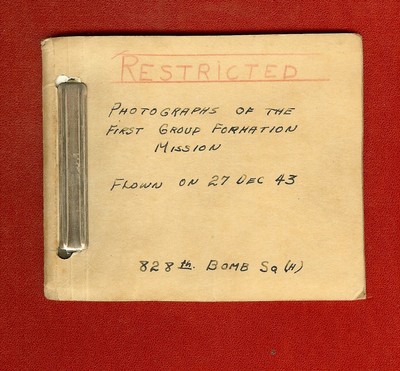 RESTRICTED
PHOTOGRAPHS OF THE
FIRST GROUP FORMATION
MISSION
FLOWN ON 27 DEC 43
828th. BOMB SQ (H)